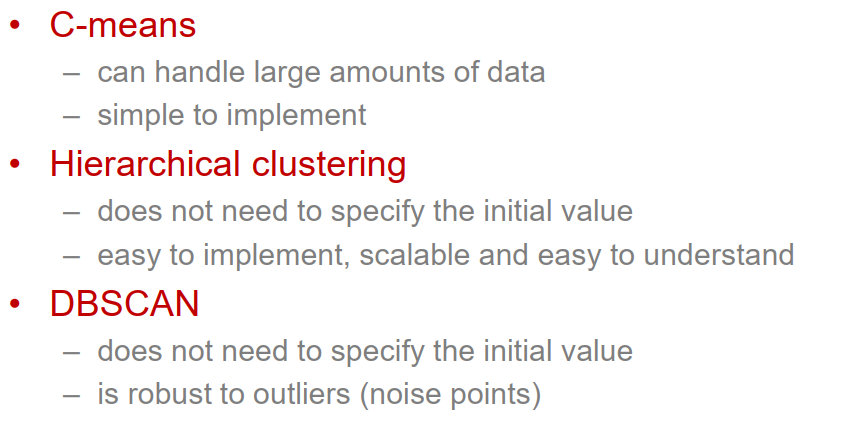 • C-means
– can handle large amounts of data
– simple to implement
• Hierarchical clustering
– does not need to specify the initial value
– easy to implement, scalable and easy to understand
• DBSCAN
– does not need to specify the initial value
– is robust to outliers (noise points)